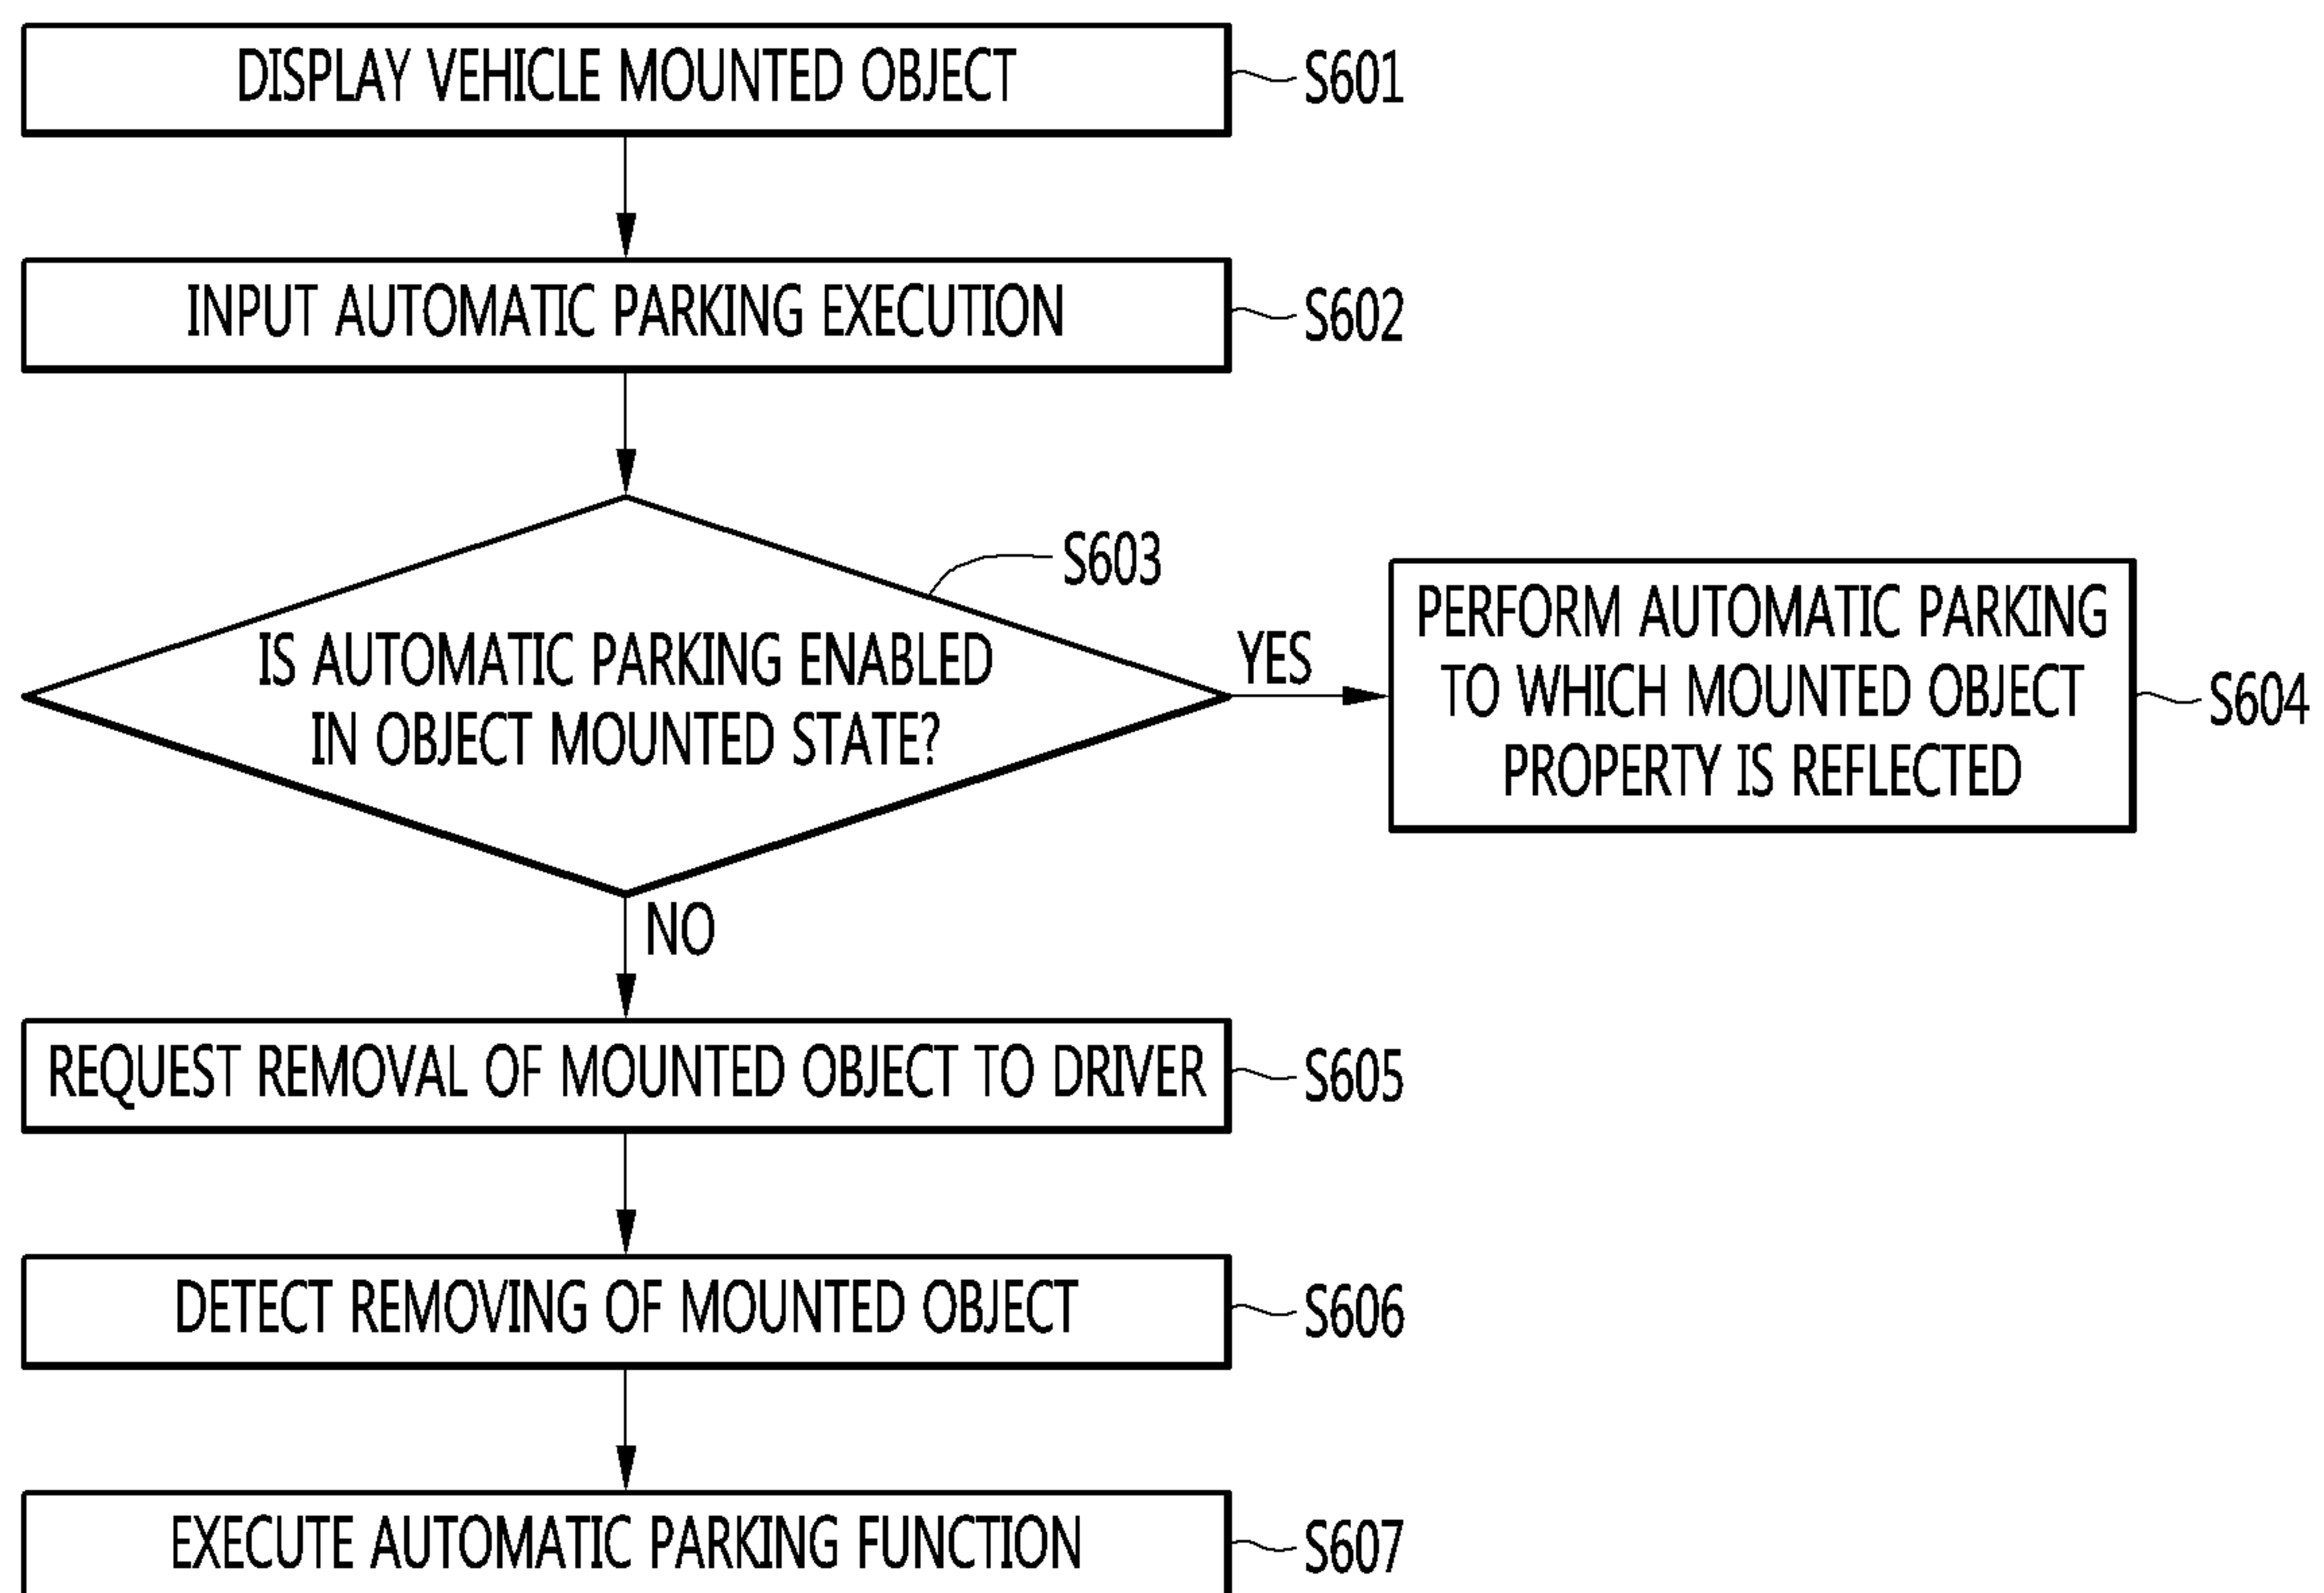 DISPLAY VEHICLE MOUNTED OBJECT
S601
INPUT AUTOMATIC PARKING EXECUTION
S602
S603
IS AUTOMATIC PARKING ENABLED
IN OBJECT MOUNTED STATE?
YES
PERFORM AUTOMATIC PARKING
TO WHICH MOUNTED OBJECT
PROPERTY IS REFLECTED
S604
NO
REQUEST REMOVAL OF MOUNTED OBJECT TO DRIVER
S605
DETECT REMOVING OF MOUNTED OBJECT
S606
EXECUTE AUTOMATIC PARKING FUNCTION
S607